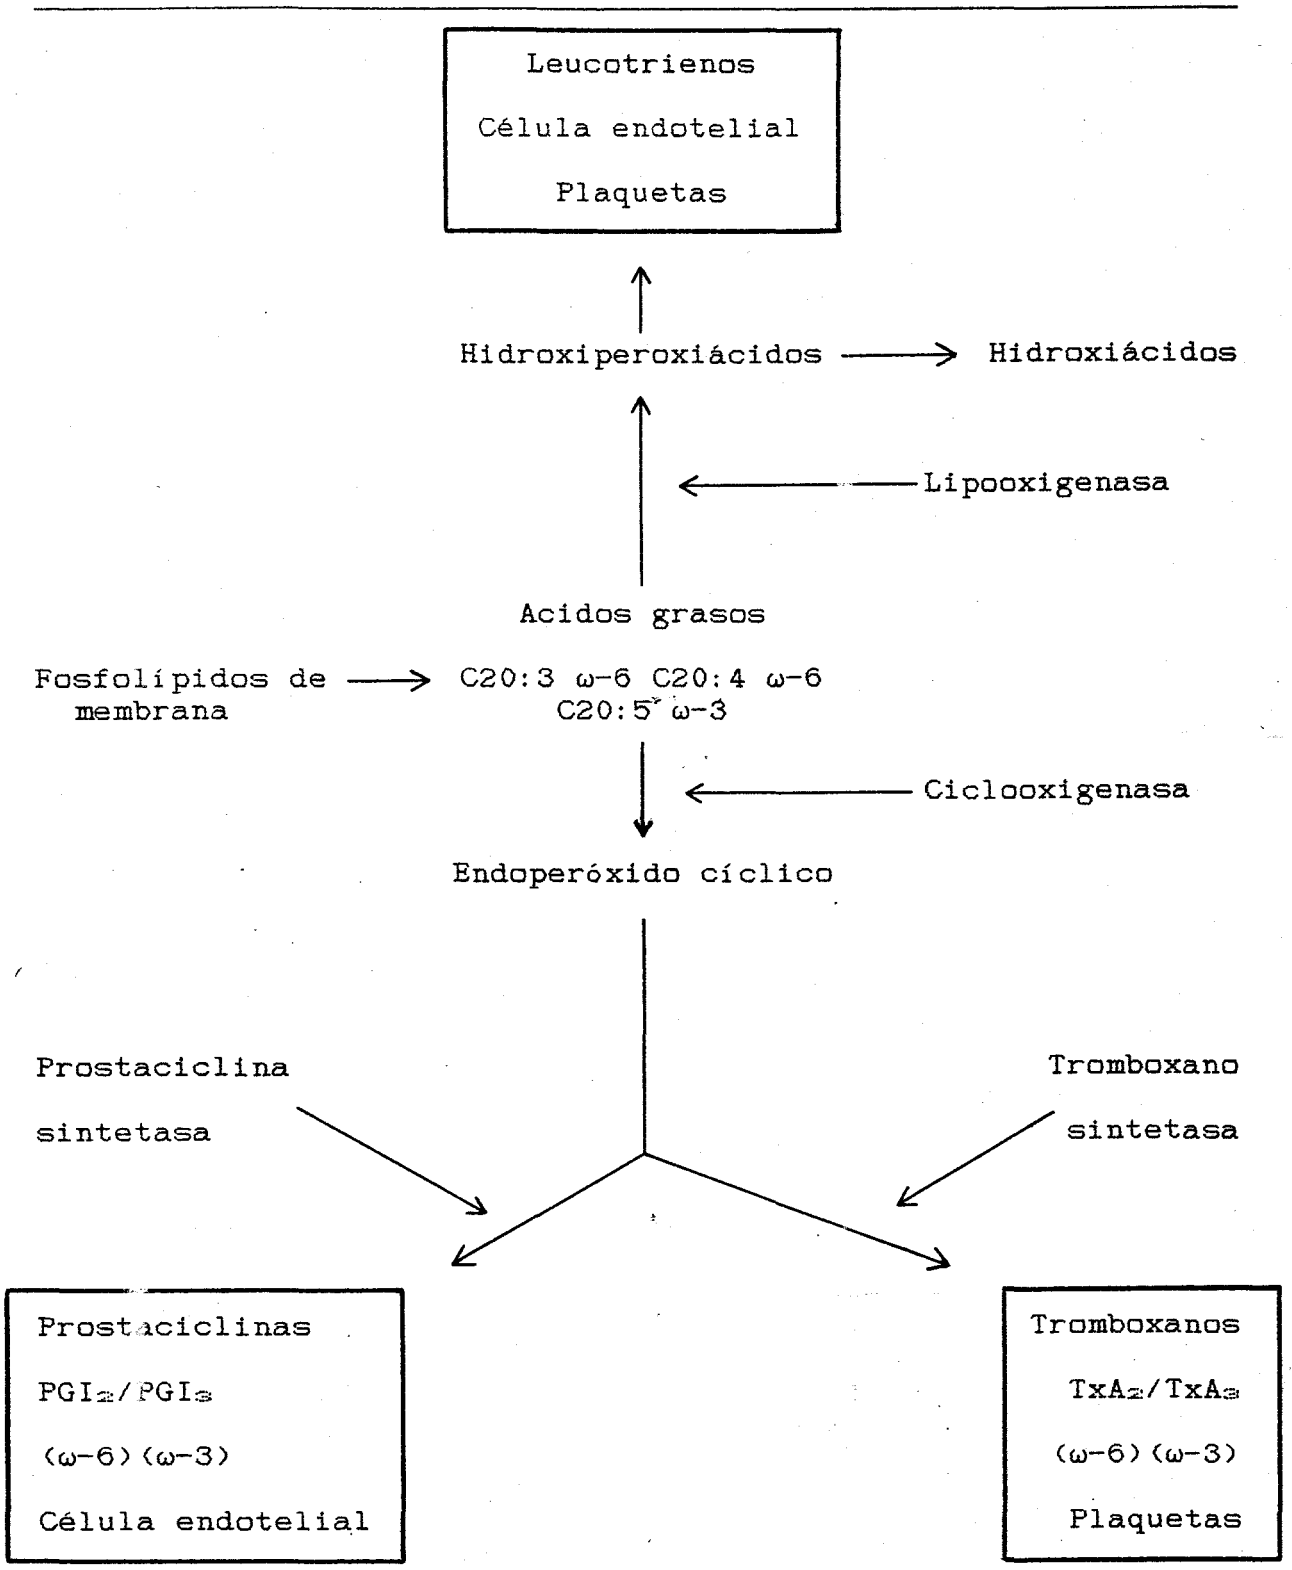 Leucotrienos
Célula endotelial
Plaquetas
Hidroxiperoxiácidos
Hidroxiácidos
Lipooxigenasa
Acidos grasos
Fosfolípidos de
membrana
C20:3 ω-6 C20:4 ω-6
C20:5 ω-3
Ciclooxigenasa
Endoperóxido cíclico
Prostaciclina
sintetasa
Tromboxano
sintetasa
Prostaciclinas
PGI₂/PGI₃
(ω-6)(ω-3)
Célula endotelial
Tromboxanos
TxA₂/TxA₃
(ω-6)(ω-3)
Plaquetas